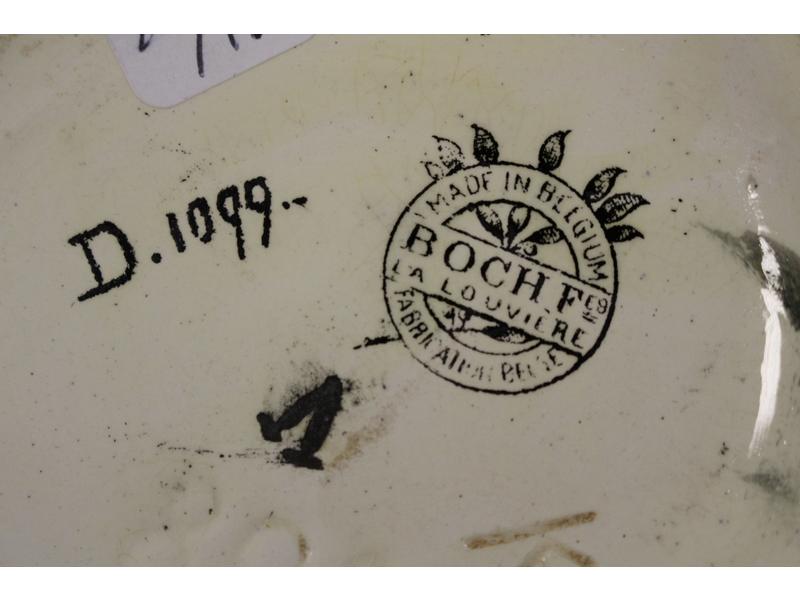 D.1099.-
MADE IN BELGIUM
BOCH Fes
LA LOUVIÈRE
FABRICATION BELGE
1